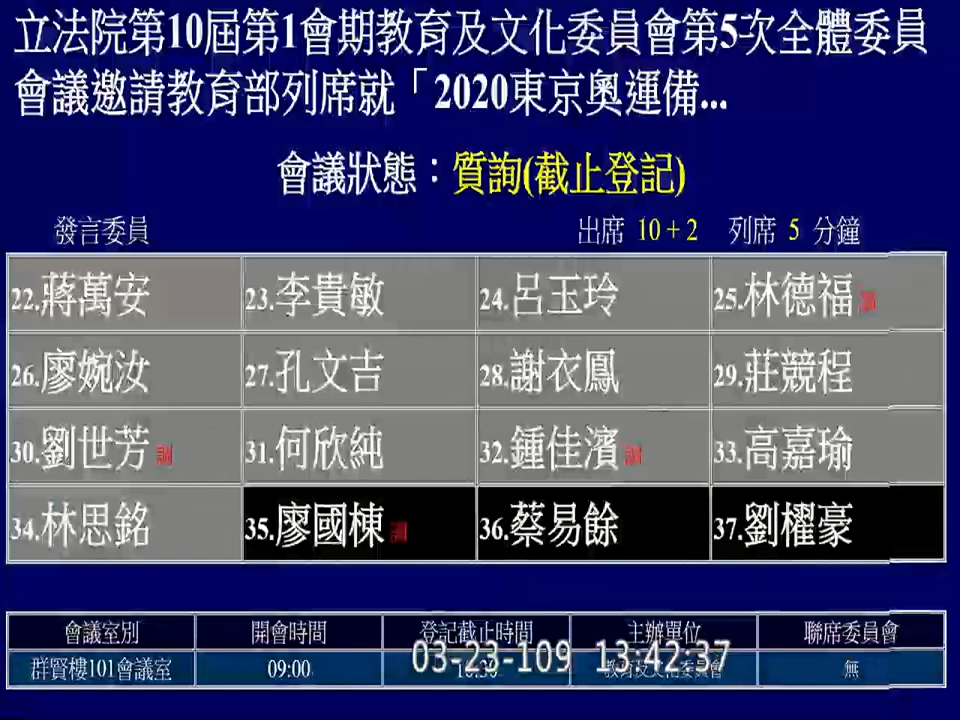 立法院第10屆第1會期教育及文化委員會第5次全體委員
會議邀請教育部列席就「2020東京奧運備...
會議狀態：質詢(截止登記)
發言委員 出席 10 + 2 列席 5 分鐘
22.蔣萬安 23.李貴敏 24.呂玉玲 25.林德福
26.廖婉汝 27.孔文吉 28.謝衣鳳 29.莊競程
30.劉世芳 31.何欣純 32.鍾佳濱 33.高嘉瑜
34.林思銘 35.廖國棟 36.蔡易餘 37.劉櫂豪
會議室別 開會時間 登記截止時間 主辦單位 聯席委員會
群賢樓101會議室 09:00 教育及文化委員會 無
03-23-109 13:42:37